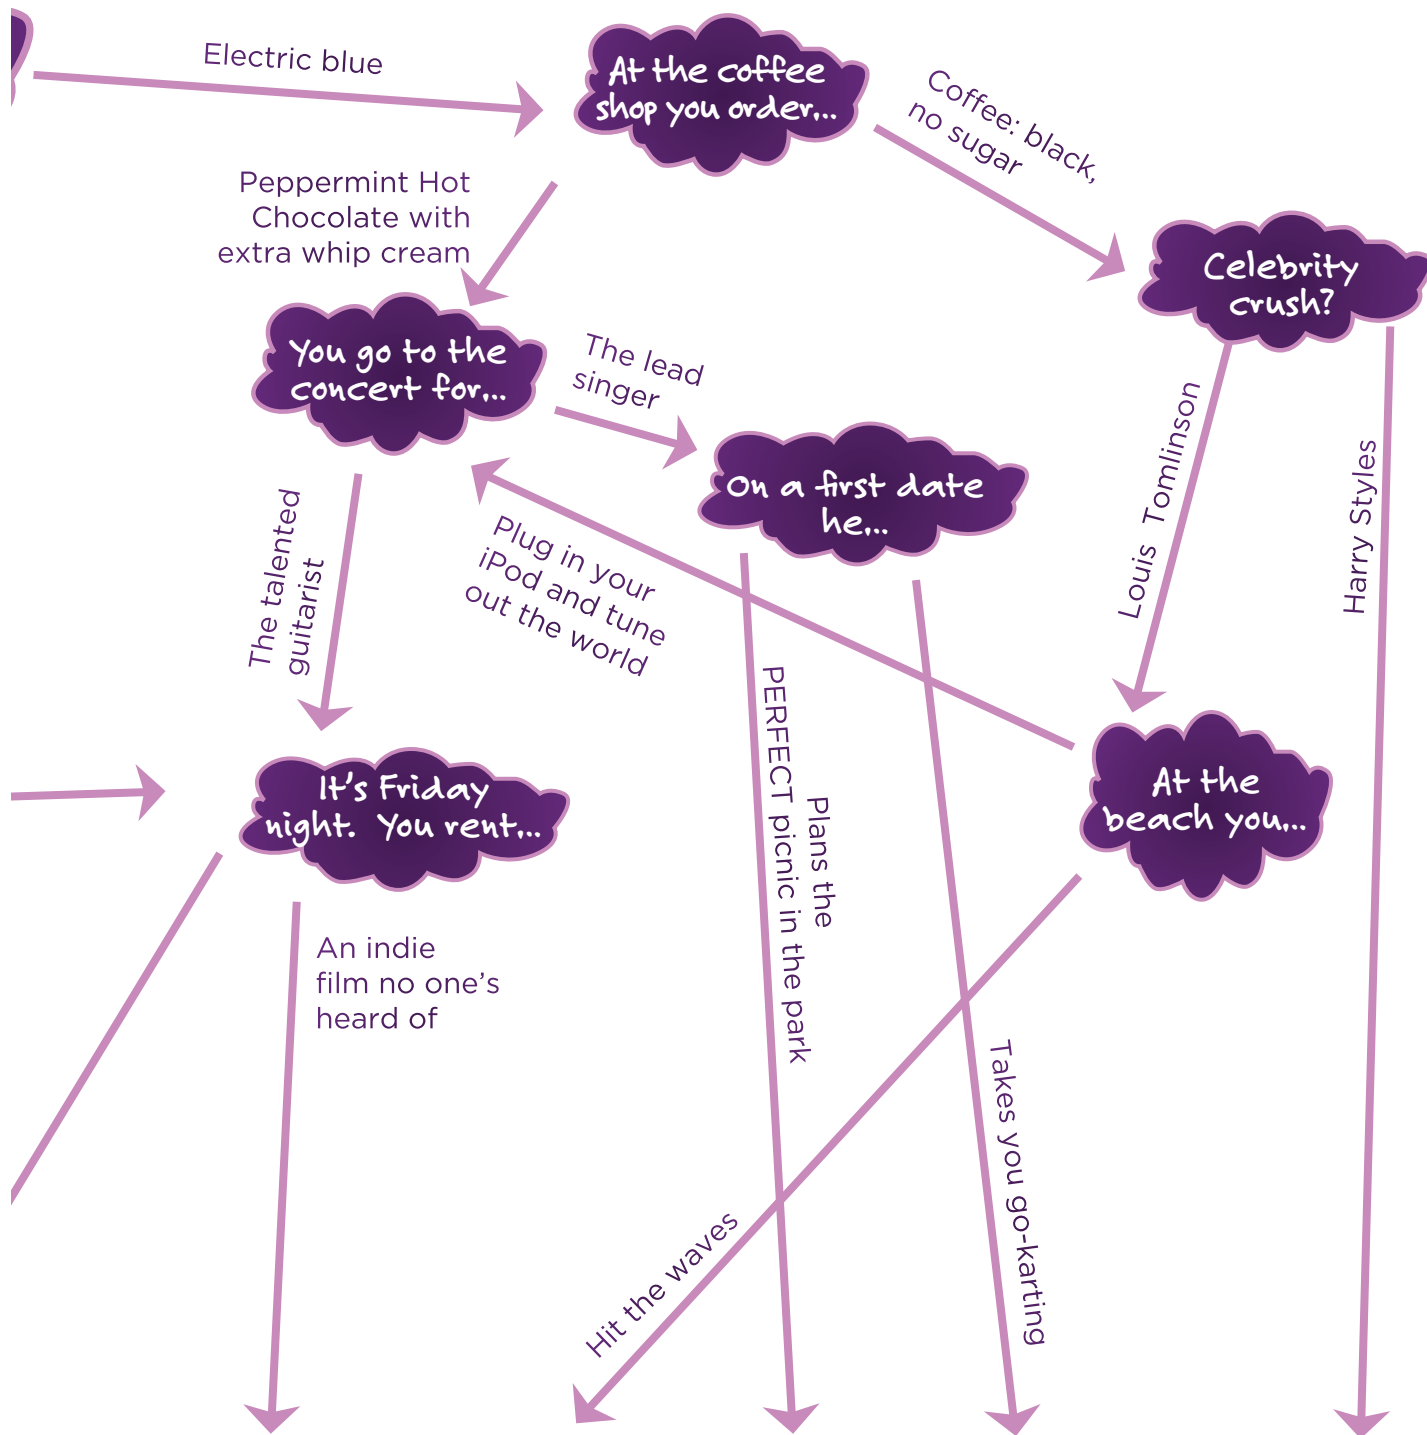 Electric blue
At the coffee
shop you order...
Coffee: black,
no sugar
Peppermint Hot
Chocolate with
extra whip cream
Celebrity
crush?
You go to the
concert for...
The lead
singer
On a first date
he...
Louis Tomlinson
Harry Styles
The talented
guitarist
Plug in your
iPod and tune
out the world
It's Friday
night. You rent...
At the
beach you...
Plans the
PERFECT picnic in the park
An indie
film no one's
heard of
Takes you go-karting
Hit the waves